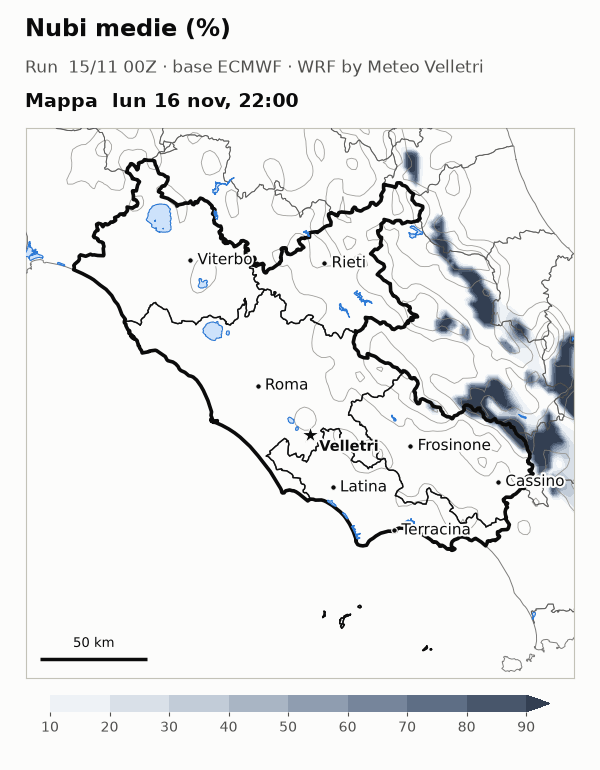 Nubi medie (%)
Run  15/11 00Z · base ECMWF · WRF by Meteo Velletri
Mappa  lun 16 nov, 22:00
Viterbo
Rieti
Roma
Velletri
Frosinone
Latina
Cassino
Terracina
50 km
10 20 30 40 50 60 70 80 90